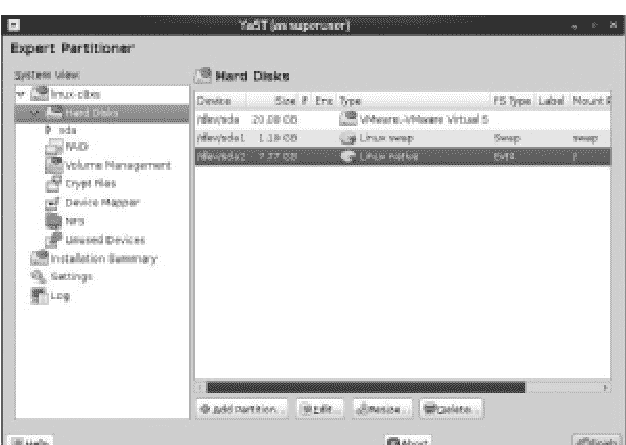 YaST (as superuser)
Expert Partitioner
System View
Hard Disks
Hard Disks
sda
RAID
Volume Management
Crypt Files
Device Mapper
NFS
Unused Devices
Installation Summary
Settings
Log
Device Size F Enc Type FS Type Label Mount P
/dev/sda 20.00 GB VMware,-VMware Virtual S
/dev/sda1 Linux swap Swap swap
/dev/sda2 Linux native Ext4 /
Add Partition... Edit... Resize... Delete...
Help Abort Finish